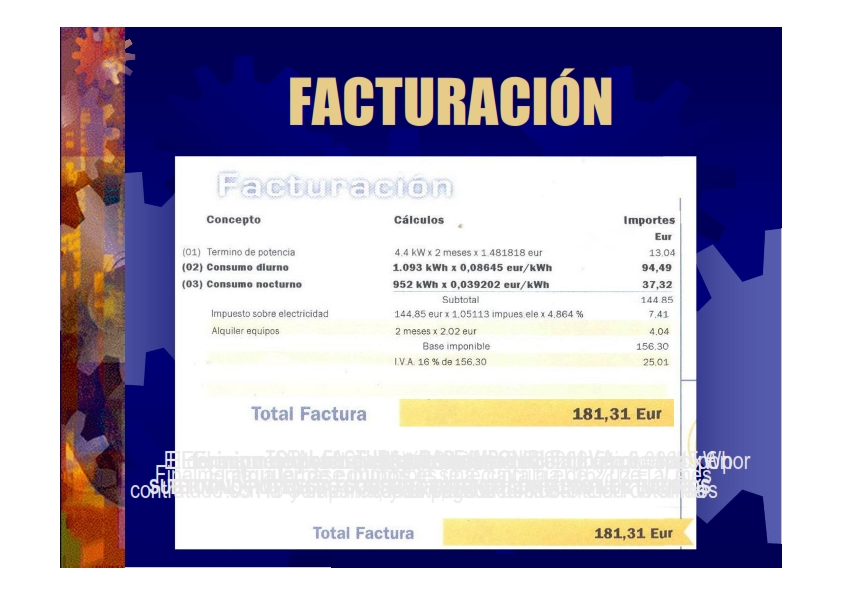 FACTURACIÓN
Facturación
Concepto Cálculos Importes
Eur
(01) Termino de potencia 4.4 kW x 2 meses x 1.481818 eur 13,04
(02) Consumo diurno 1.093 kWh x 0,08645 eur/kWh 94,49
(03) Consumo nocturno 952 kWh x 0,039202 eur/kWh 37,32
Subtotal 144.85
Impuesto sobre electricidad 144,85 eur x 1,05113 impues ele x 4,864 % 7,41
Alquiler equipos 2 meses x 2.02 eur 4.04
Base imponible 156.30
I.V.A. 16 % de 156,30 25,01
Total Factura 181,31 Eur
Total Factura 181,31 Eur